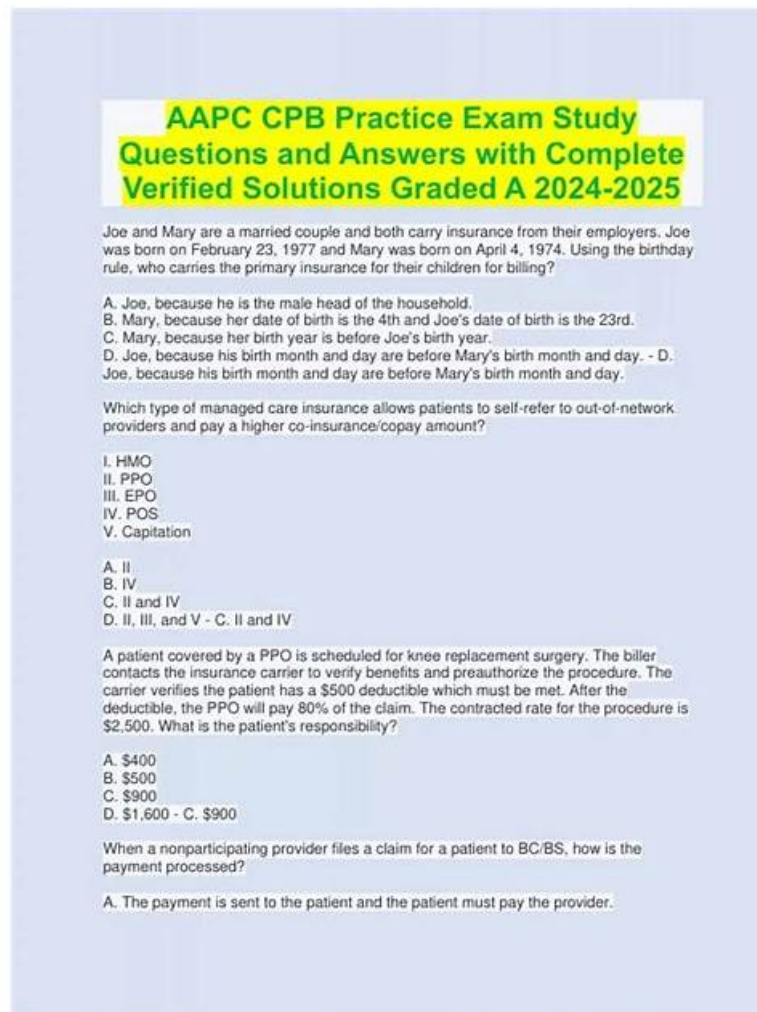 AAPC CPB Practice Exam Study
Questions and Answers with Complete
Verified Solutions Graded A 2024-2025
Joe and Mary are a married couple and both carry insurance from their employers. Joe
was born on February 23, 1977 and Mary was born on April 4, 1974. Using the birthday
rule, who carries the primary insurance for their children for billing?
A. Joe, because he is the male head of the household.
B. Mary, because her date of birth is the 4th and Joe's date of birth is the 23rd.
C. Mary, because her birth year is before Joe's birth year.
D. Joe, because his birth month and day are before Mary's birth month and day. - D.
Joe, because his birth month and day are before Mary's birth month and day.
Which type of managed care insurance allows patients to self-refer to out-of-network
providers and pay a higher co-insurance/copay amount?
I. HMO
II. PPO
III. EPO
IV. POS
V. Capitation
A. II
B. IV
C. II and IV
D. II, III, and V - C. II and IV
A patient covered by a PPO is scheduled for knee replacement surgery. The biller
contacts the insurance carrier to verify benefits and preauthorize the procedure. The
carrier verifies the patient has a $500 deductible which must be met. After the
deductible, the PPO will pay 80% of the claim. The contracted rate for the procedure is
$2,500. What is the patient's responsibility?
A. $400
B. $500
C. $900
D. $1,600 - C. $900
When a nonparticipating provider files a claim for a patient to BC/BS, how is the
payment processed?
A. The payment is sent to the patient and the patient must pay the provider.